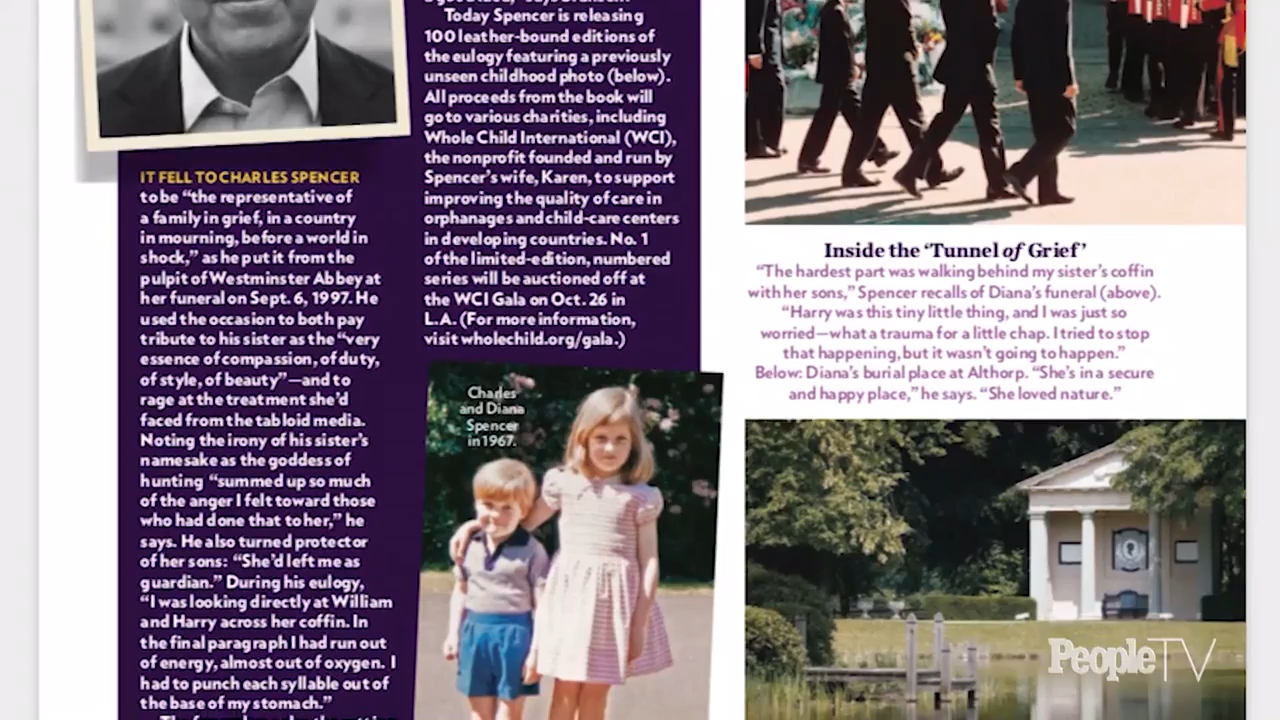 IT FELL TO CHARLES SPENCER
to be “the representative of
a family in grief, in a country
in mourning, before a world in
shock,” as he put it from the
pulpit of Westminster Abbey at
her funeral on Sept. 6, 1997. He
used the occasion to both pay
tribute to his sister as the “very
essence of compassion, of duty,
of style, of beauty”—and to
rage at the treatment she’d
faced from the tabloid media.
Noting the irony of his sister’s
namesake as the goddess of
hunting “summed up so much
of the anger I felt toward those
who had done that to her,” he
says. He also turned protector
of her sons: “She’d left me as
guardian.” During his eulogy,
“I was looking directly at William
and Harry across her coffin. In
the final paragraph I had run out
of energy, almost out of oxygen. I
had to punch each syllable out of
the base of my stomach.”
Today Spencer is releasing
100 leather-bound editions of
the eulogy featuring a previously
unseen childhood photo (below).
All proceeds from the book will
go to various charities, including
Whole Child International (WCI),
the nonprofit founded and run by
Spencer’s wife, Karen, to support
improving the quality of care in
orphanages and child-care centers
in developing countries. No. 1
of the limited-edition, numbered
series will be auctioned off at
the WCI Gala on Oct. 26 in
L.A. (For more information,
visit wholechild.org/gala.)
Charles
and Diana
Spencer
in 1967.
Inside the ‘Tunnel of Grief’
“The hardest part was walking behind my sister’s coffin
with her sons,” Spencer recalls of Diana’s funeral (above).
“Harry was this tiny little thing, and I was just so
worried—what a trauma for a little chap. I tried to stop
that happening, but it wasn’t going to happen.”
Below: Diana’s burial place at Althorp. “She’s in a secure
and happy place,” he says. “She loved nature.”
PeopleTV